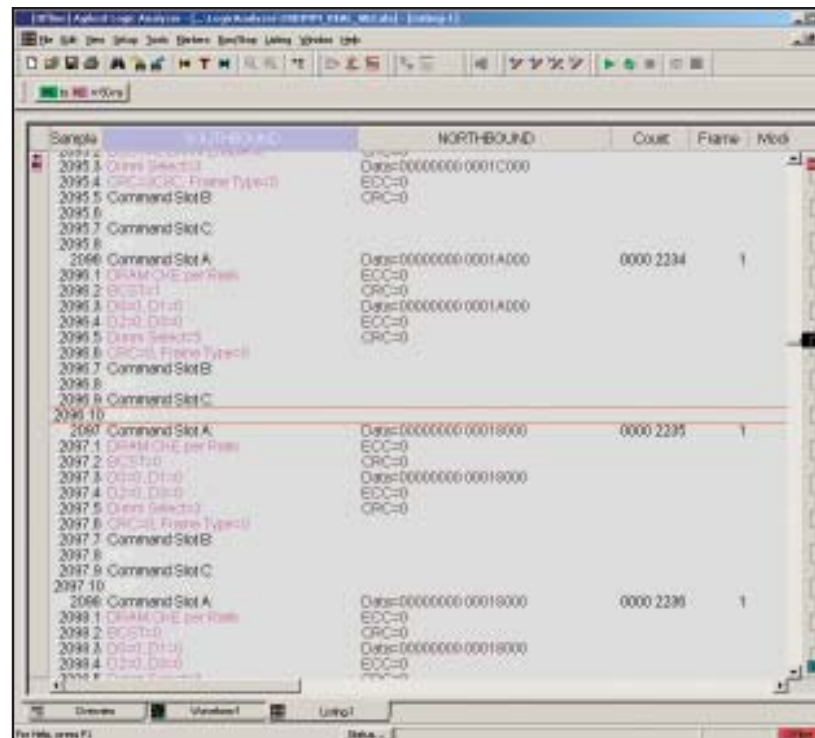 Agilent Logic Analyzer
File Edit View Setup Tools Markers Run/Stop Listing Window Help
M1 to M2 =
Sample SOUTHBOUND NORTHBOUND Count Frame
2095.3 Dimm Select=3 Data=00000000 0001C000
2095.4 Frame Type=0 ECC=0
2095.5 Command Slot B: CRC=0
2095.6
2095.7 Command Slot C:
2095.8
2096 Command Slot A: Data=00000000 0001A000 0000 2234 1
2096.1 DRAM CKE per Rank ECC=0
2096.2 BCST=1 CRC=0
2096.3 D0=0, D1=0 Data=00000000 0001A000
2096.4 D2=0, D3=0 ECC=0
2096.5 Dimm Select=5 CRC=0
2096.6 CRC=0, Frame Type=0
2096.7 Command Slot B:
2096.8
2096.9 Command Slot C:
2096.10
2097 Command Slot A: Data=00000000 00018000 0000 2235 1
2097.1 DRAM CKE per Rank ECC=0
2097.2 BCST=0 CRC=0
2097.3 D0=0, D1=0 Data=00000000 00018000
2097.4 D2=0, D3=0 ECC=0
2097.5 Dimm Select=3 CRC=0
2097.6 CRC=0, Frame Type=0
2097.7 Command Slot B:
2097.8
2097.9 Command Slot C:
2097.10
2098 Command Slot A: Data=00000000 00018000 0000 2236 1
2098.1 DRAM CKE per Rank ECC=0
2098.2 BCST=0 CRC=0
2098.3 D0=0, D1=0 Data=00000000 00018000
2098.4 D2=0, D3=0 ECC=0
Overview Waveform1 Listing1
For Help, press F1 Status...